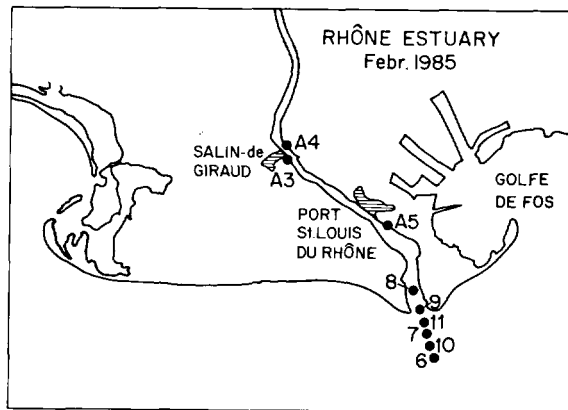 RHÔNE ESTUARY
Febr. 1985
A4
SALIN-de
GIRAUD
A3
GOLFE
DE FOS
PORT
St. LOUIS
DU RHÔNE
A5
8
9
11
7
10
6